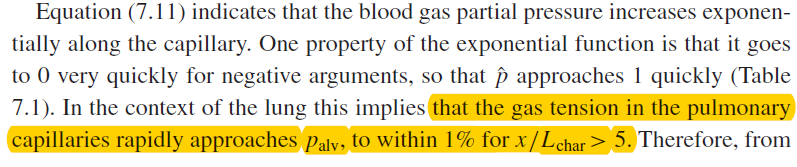 Equation (7.11) indicates that the blood gas partial pressure increases exponen-
tially along the capillary. One property of the exponential function is that it goes
to 0 very quickly for negative arguments, so that p̂ approaches 1 quickly (Table
7.1). In the context of the lung this implies that the gas tension in the pulmonary
capillaries rapidly approaches p_alv, to within 1% for x/L_char > 5. Therefore, from